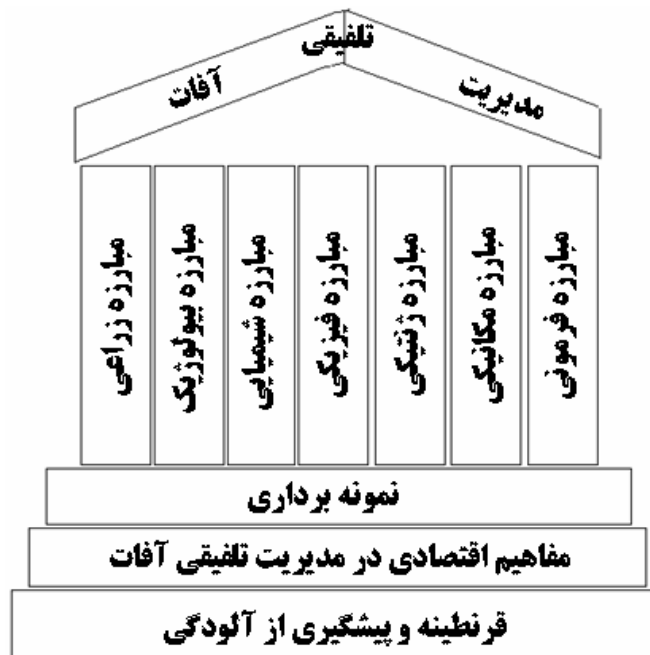 مدیریت تلفیقی آفات
مبارزه فرمونی
مبارزه مکانیکی
مبارزه ژنتیکی
مبارزه فیزیکی
مبارزه شیمیایی
مبارزه بیولوژیک
مبارزه زراعی
نمونه برداری
مفاهیم اقتصادی در مدیریت تلفیقی آفات
قرنطینه و پیشگیری از آلودگی